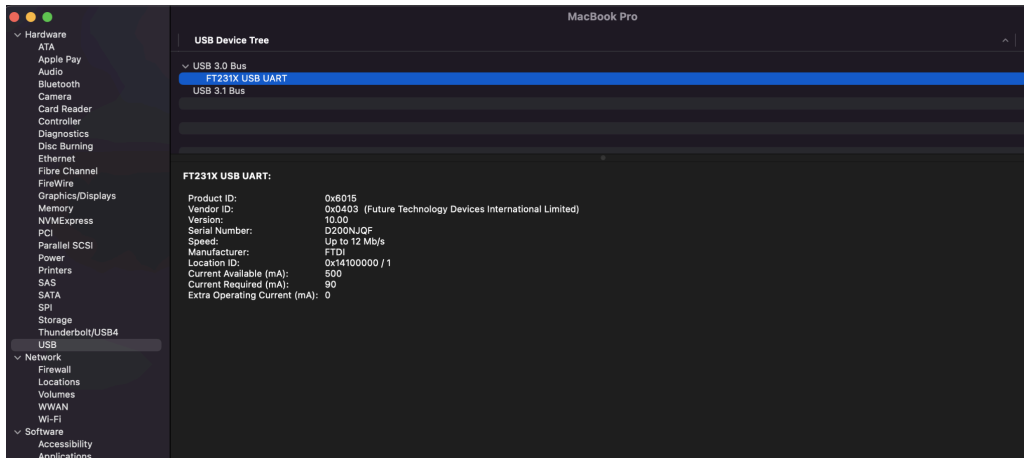 MacBook Pro
Hardware
ATA
Apple Pay
Audio
Bluetooth
Camera
Card Reader
Controller
Diagnostics
Disc Burning
Ethernet
Fibre Channel
FireWire
Graphics/Displays
Memory
NVMExpress
PCI
Parallel SCSI
Power
Printers
SAS
SATA
SPI
Storage
Thunderbolt/USB4
USB
Network
Firewall
Locations
Volumes
WWAN
Wi-Fi
Software
Accessibility
Applications
USB Device Tree
USB 3.0 Bus
FT231X USB UART
USB 3.1 Bus
FT231X USB UART:
Product ID: 0x6015
Vendor ID: 0x0403 (Future Technology Devices International Limited)
Version: 10.00
Serial Number: D200NJQF
Speed: Up to 12 Mb/s
Manufacturer: FTDI
Location ID: 0x14100000 / 1
Current Available (mA): 500
Current Required (mA): 90
Extra Operating Current (mA): 0